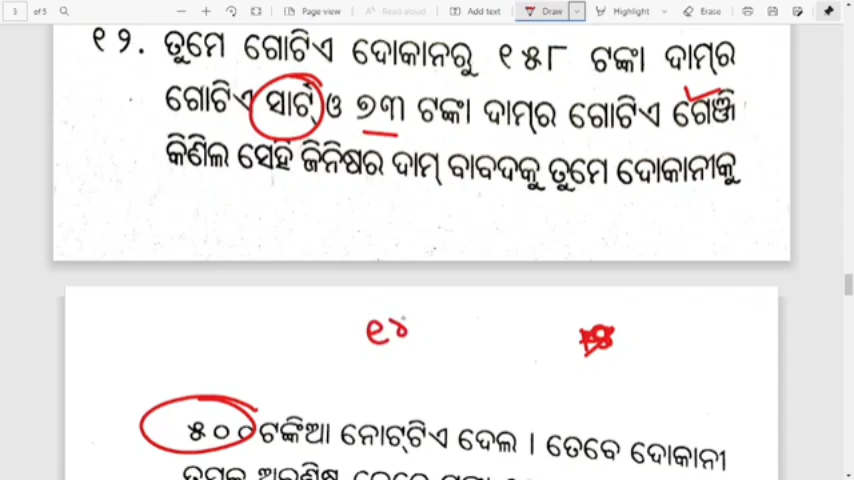 3 of 5 Page view Read aloud Add text Draw Highlight Erase
୧୨. ତୁମେ ଗୋଟିଏ ଦୋକାନରୁ ୧୫୮ ଟଙ୍କା ଦାମ୍‌ର
ଗୋଟିଏ ସାର୍ଟ୍ ଓ ୭୩ ଟଙ୍କା ଦାମ୍‌ର ଗୋଟିଏ ଗେଞ୍ଜି
କିଣିଲ ସେହି ଜିନିଷର ଦାମ୍ ବାବଦକୁ ତୁମେ ଦୋକାନୀକୁ
୫୦୦ ଟଙ୍କିଆ ନୋଟ୍‌ଟିଏ ଦେଲ । ତେବେ ଦୋକାନୀ